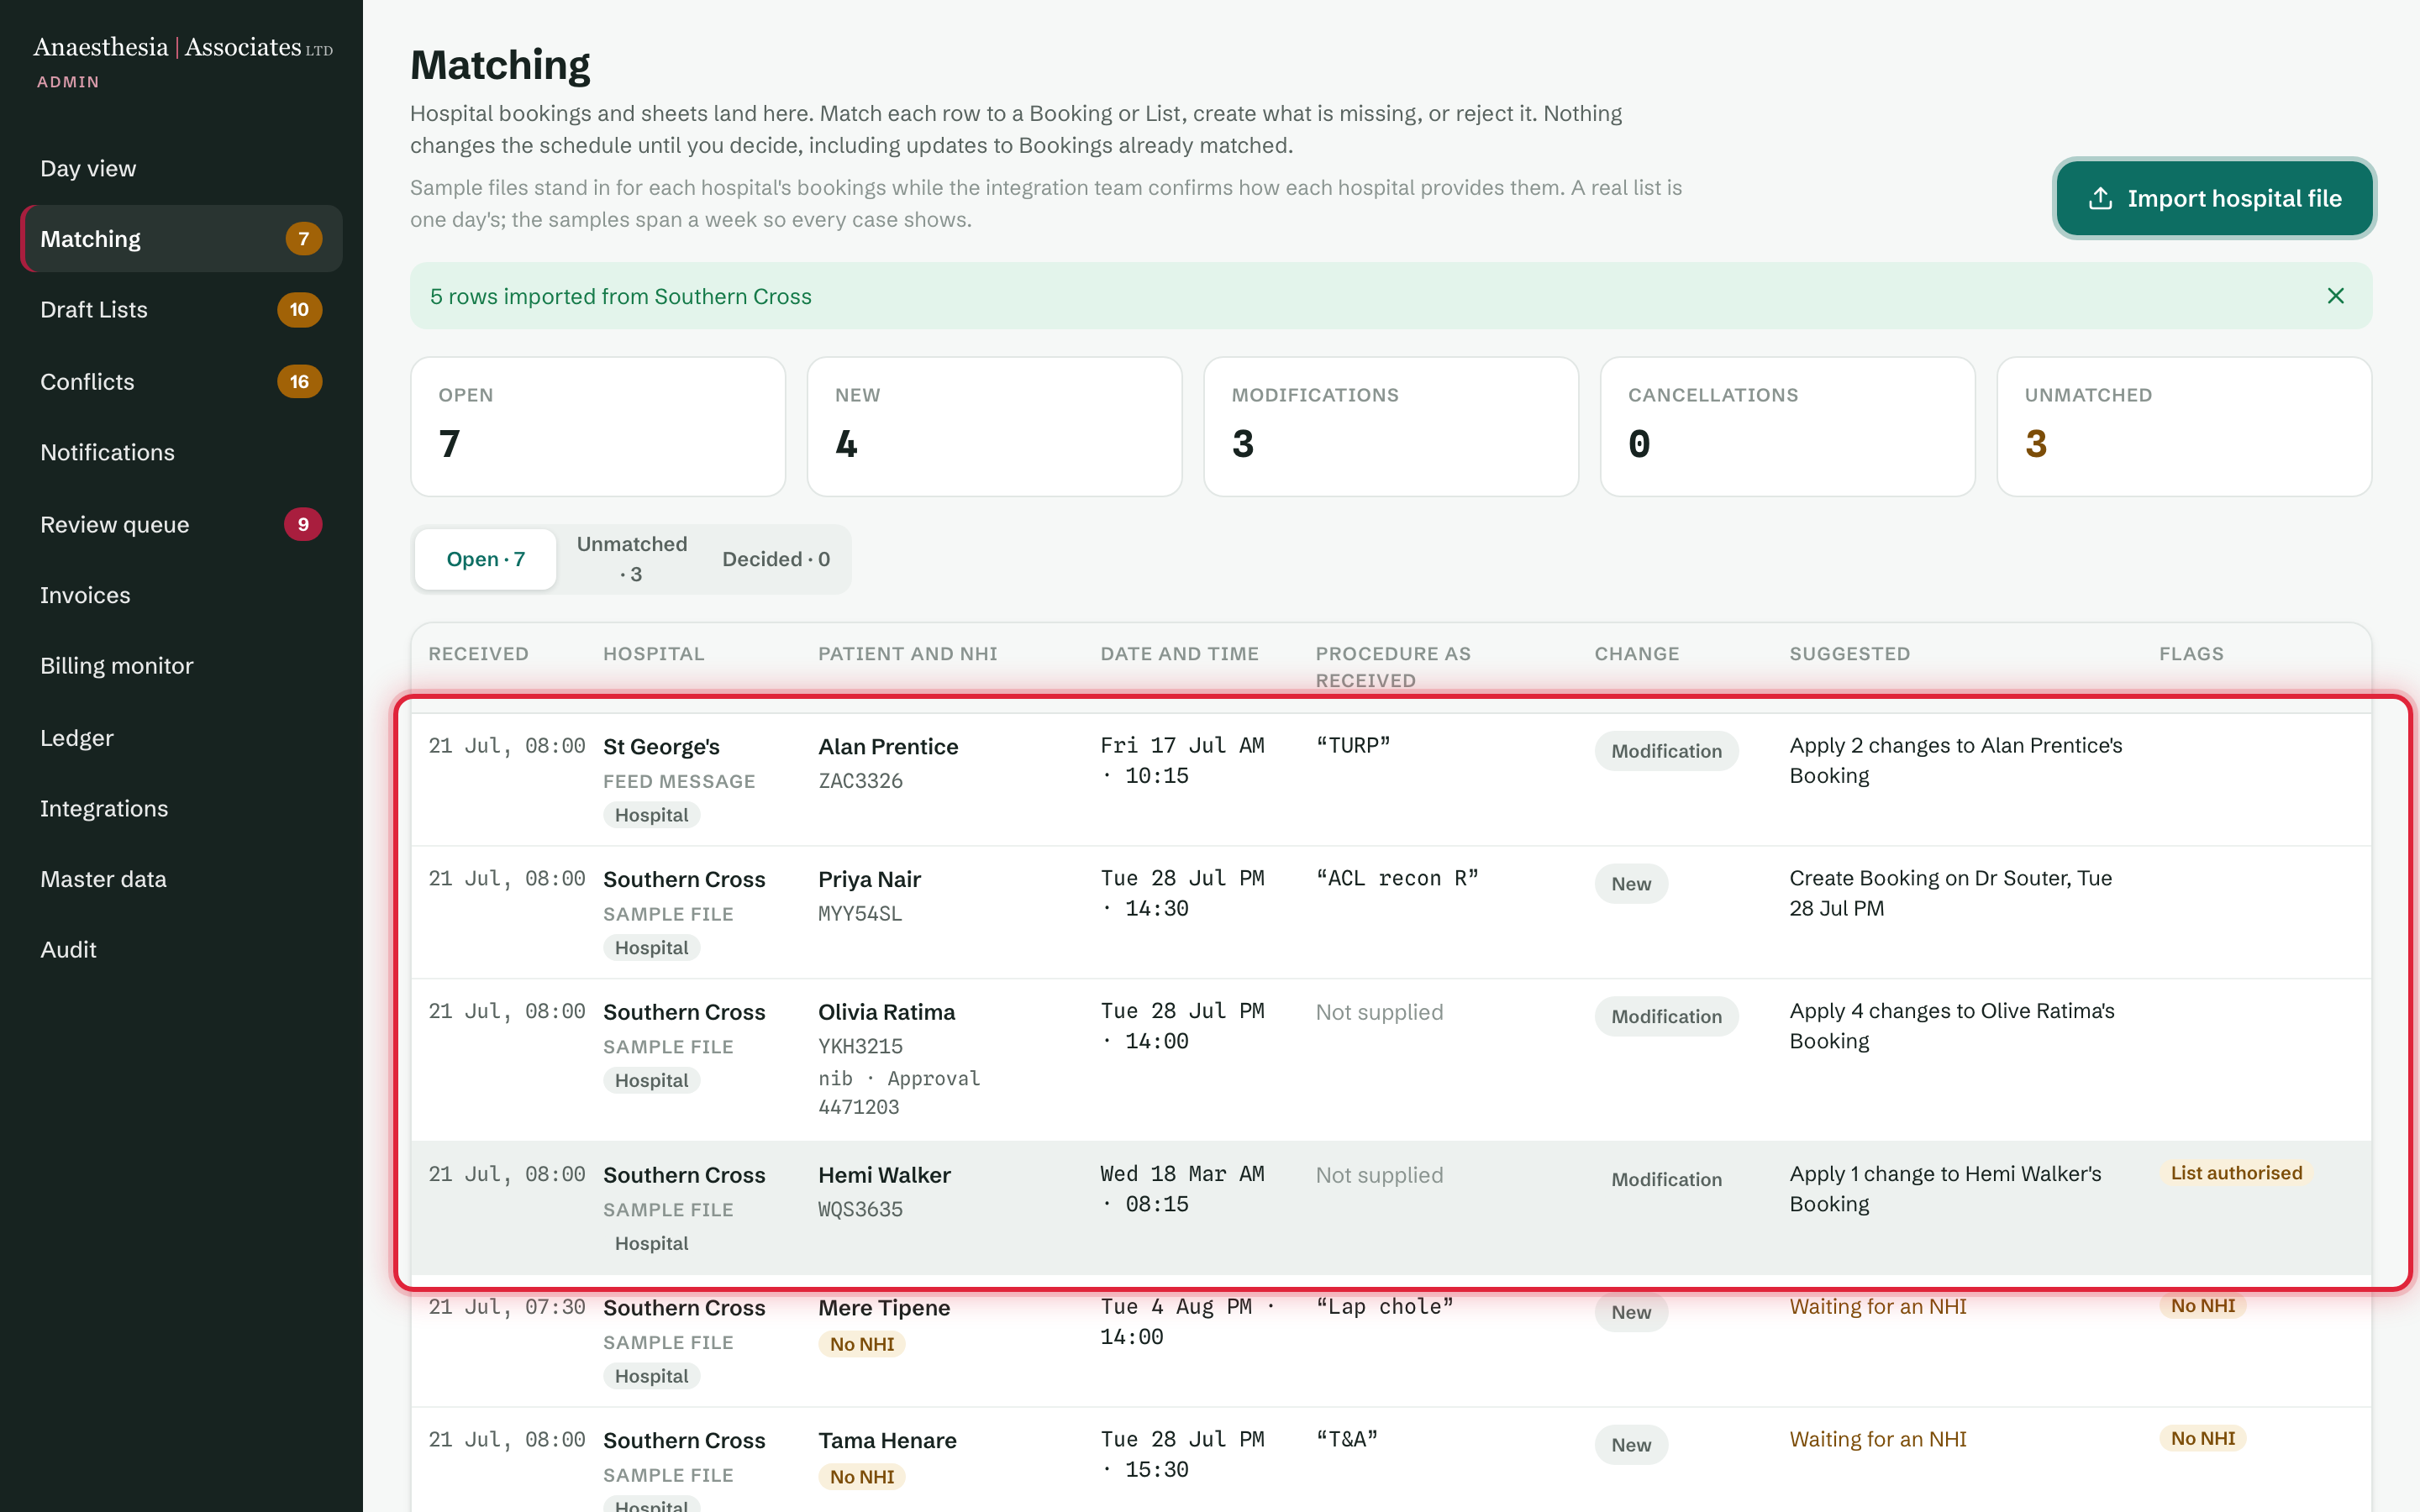 Anaesthesia | Associates LTD
ADMIN
Day view
Matching 7
Draft Lists 10
Conflicts 16
Notifications
Review queue 9
Invoices
Billing monitor
Ledger
Integrations
Master data
Audit
Matching
Hospital bookings and sheets land here. Match each row to a Booking or List, create what is missing, or reject it. Nothing
changes the schedule until you decide, including updates to Bookings already matched.
Sample files stand in for each hospital's bookings while the integration team confirms how each hospital provides them. A real list is
one day's; the samples span a week so every case shows.
Import hospital file
5 rows imported from Southern Cross
OPEN
7
NEW
4
MODIFICATIONS
3
CANCELLATIONS
0
UNMATCHED
3
Open · 7
Unmatched
· 3
Decided · 0
RECEIVED HOSPITAL PATIENT AND NHI DATE AND TIME PROCEDURE AS CHANGE SUGGESTED FLAGS
RECEIVED
21 Jul, 08:00 St George's Alan Prentice Fri 17 Jul AM “TURP” Modification Apply 2 changes to Alan Prentice's
FEED MESSAGE ZAC3326 · 10:15 Booking
Hospital
21 Jul, 08:00 Southern Cross Priya Nair Tue 28 Jul PM “ACL recon R” New Create Booking on Dr Souter, Tue
SAMPLE FILE MYY54SL · 14:30 28 Jul PM
Hospital
21 Jul, 08:00 Southern Cross Olivia Ratima Tue 28 Jul PM Not supplied Modification Apply 4 changes to Olive Ratima's
SAMPLE FILE YKH3215 · 14:00 Booking
Hospital nib · Approval
4471203
21 Jul, 08:00 Southern Cross Hemi Walker Wed 18 Mar AM Not supplied Modification Apply 1 change to Hemi Walker's List authorised
SAMPLE FILE WQS3635 · 08:15 Booking
Hospital
21 Jul, 07:30 Southern Cross Mere Tipene Tue 4 Aug PM · “Lap chole” New Waiting for an NHI No NHI
SAMPLE FILE No NHI 14:00
Hospital
21 Jul, 08:00 Southern Cross Tama Henare Tue 28 Jul PM “T&A” New Waiting for an NHI No NHI
SAMPLE FILE No NHI · 15:30
Hospital